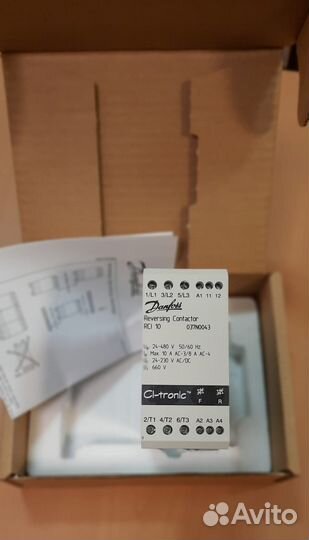 1/L1 3/L2 5/L3 A1 11 12
Danfoss
Reversing Contactor
RCI 10 037N0043
24-480 V 50/60 Hz
Max. 10 A AC-3/8 A AC-4
24-230 V AC/DC
660 V
CI-tronic™
F R
2/T1 4/T2 6/T3 A2 A3 A4
Avito